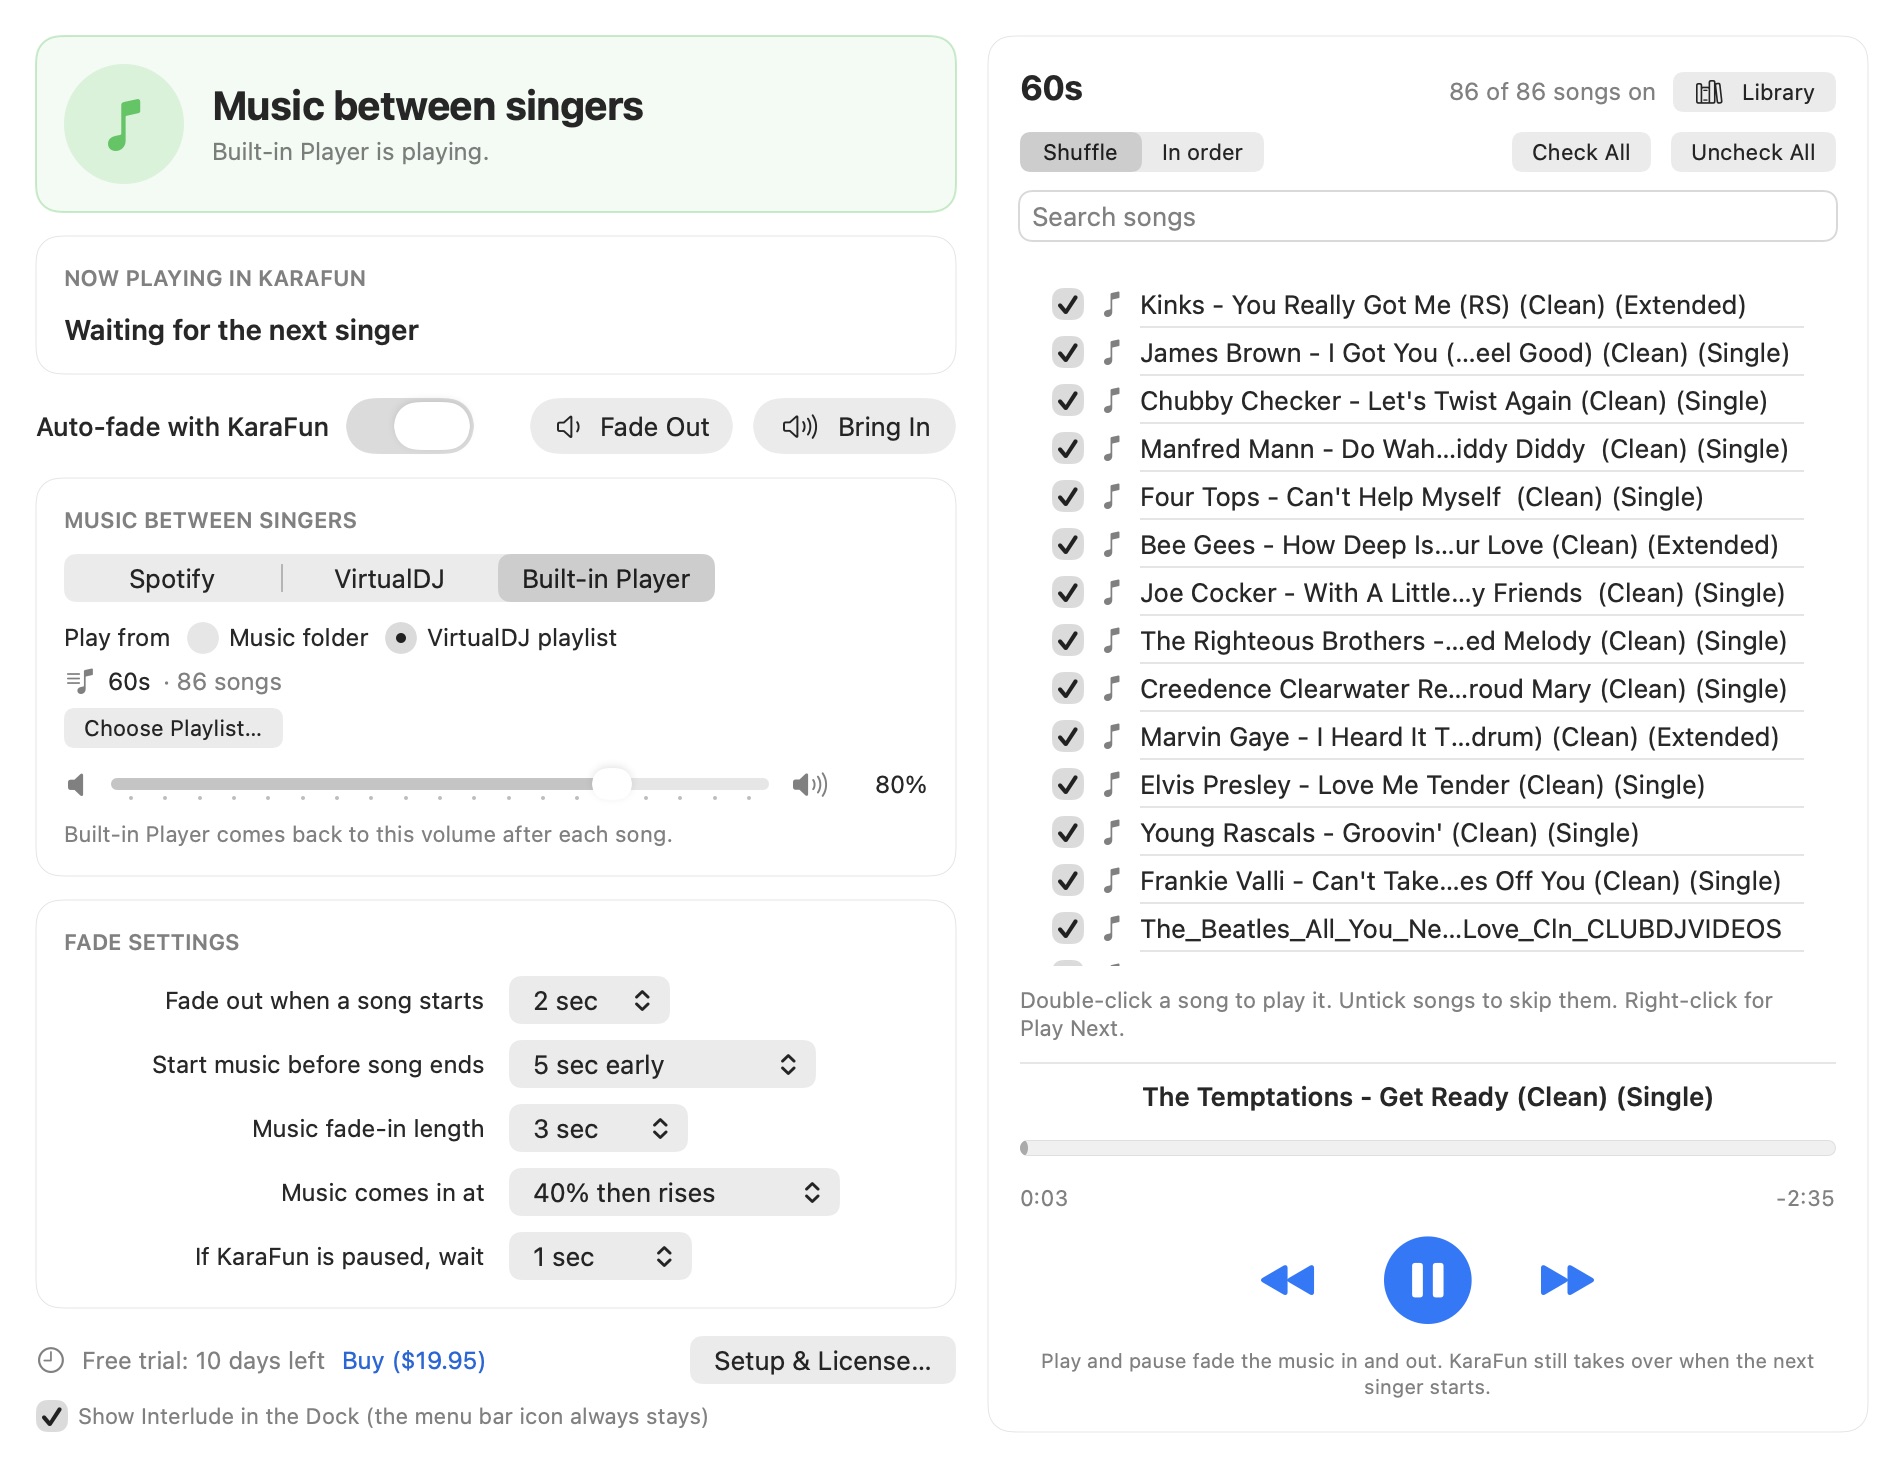 Music between singers
Built-in Player is playing.
NOW PLAYING IN KARAFUN
Waiting for the next singer
Auto-fade with KaraFun
Fade Out
Bring In
MUSIC BETWEEN SINGERS
Spotify
VirtualDJ
Built-in Player
Play from Music folder VirtualDJ playlist
60s · 86 songs
Choose Playlist...
80%
Built-in Player comes back to this volume after each song.
FADE SETTINGS
Fade out when a song starts 2 sec
Start music before song ends 5 sec early
Music fade-in length 3 sec
Music comes in at 40% then rises
If KaraFun is paused, wait 1 sec
Free trial: 10 days left Buy ($19.95)
Setup & License...
Show Interlude in the Dock (the menu bar icon always stays)
60s
86 of 86 songs on
Library
Shuffle
In order
Check All
Uncheck All
Search songs
Kinks - You Really Got Me (RS) (Clean) (Extended)
James Brown - I Got You (...eel Good) (Clean) (Single)
Chubby Checker - Let's Twist Again (Clean) (Single)
Manfred Mann - Do Wah...iddy Diddy  (Clean) (Single)
Four Tops - Can't Help Myself  (Clean) (Single)
Bee Gees - How Deep Is...ur Love (Clean) (Extended)
Joe Cocker - With A Little...y Friends  (Clean) (Single)
The Righteous Brothers -...ed Melody (Clean) (Single)
Creedence Clearwater Re...roud Mary (Clean) (Single)
Marvin Gaye - I Heard It T...drum) (Clean) (Extended)
Elvis Presley - Love Me Tender (Clean) (Single)
Young Rascals - Groovin' (Clean) (Single)
Frankie Valli - Can't Take...es Off You (Clean) (Single)
The_Beatles_All_You_Ne...Love_Cln_CLUBDJVIDEOS
Double-click a song to play it. Untick songs to skip them. Right-click for
Play Next.
The Temptations - Get Ready (Clean) (Single)
0:03
-2:35
Play and pause fade the music in and out. KaraFun still takes over when the next
singer starts.